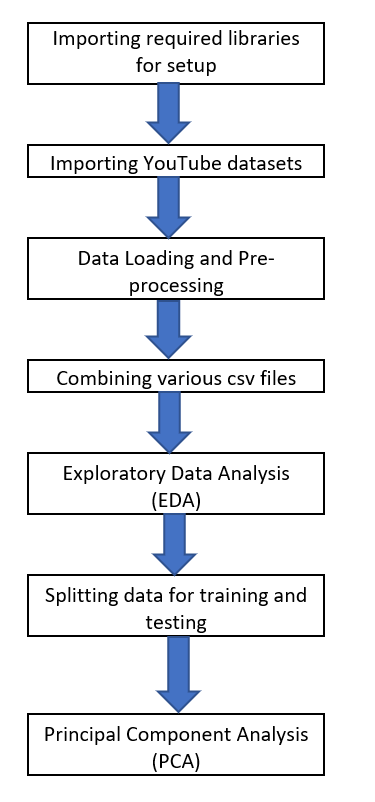 Importing required libraries
for setup
Importing YouTube datasets
Data Loading and Pre-
processing
Combining various csv files
Exploratory Data Analysis
(EDA)
Splitting data for training and
testing
Principal Component Analysis
(PCA)